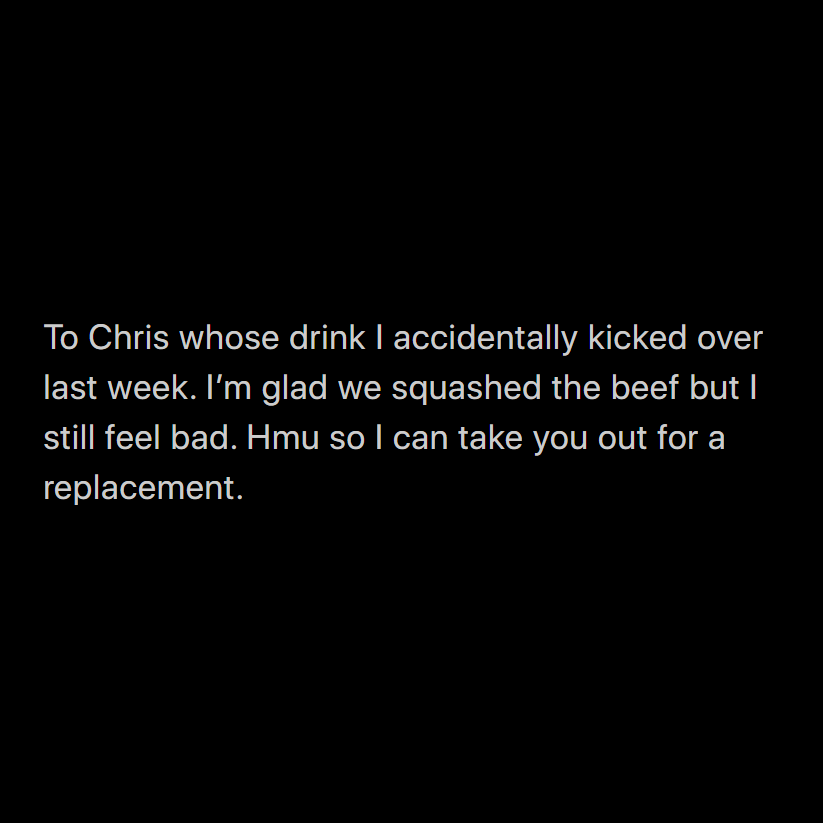 To Chris whose drink I accidentally kicked over
last week. I’m glad we squashed the beef but I
still feel bad. Hmu so I can take you out for a
replacement.